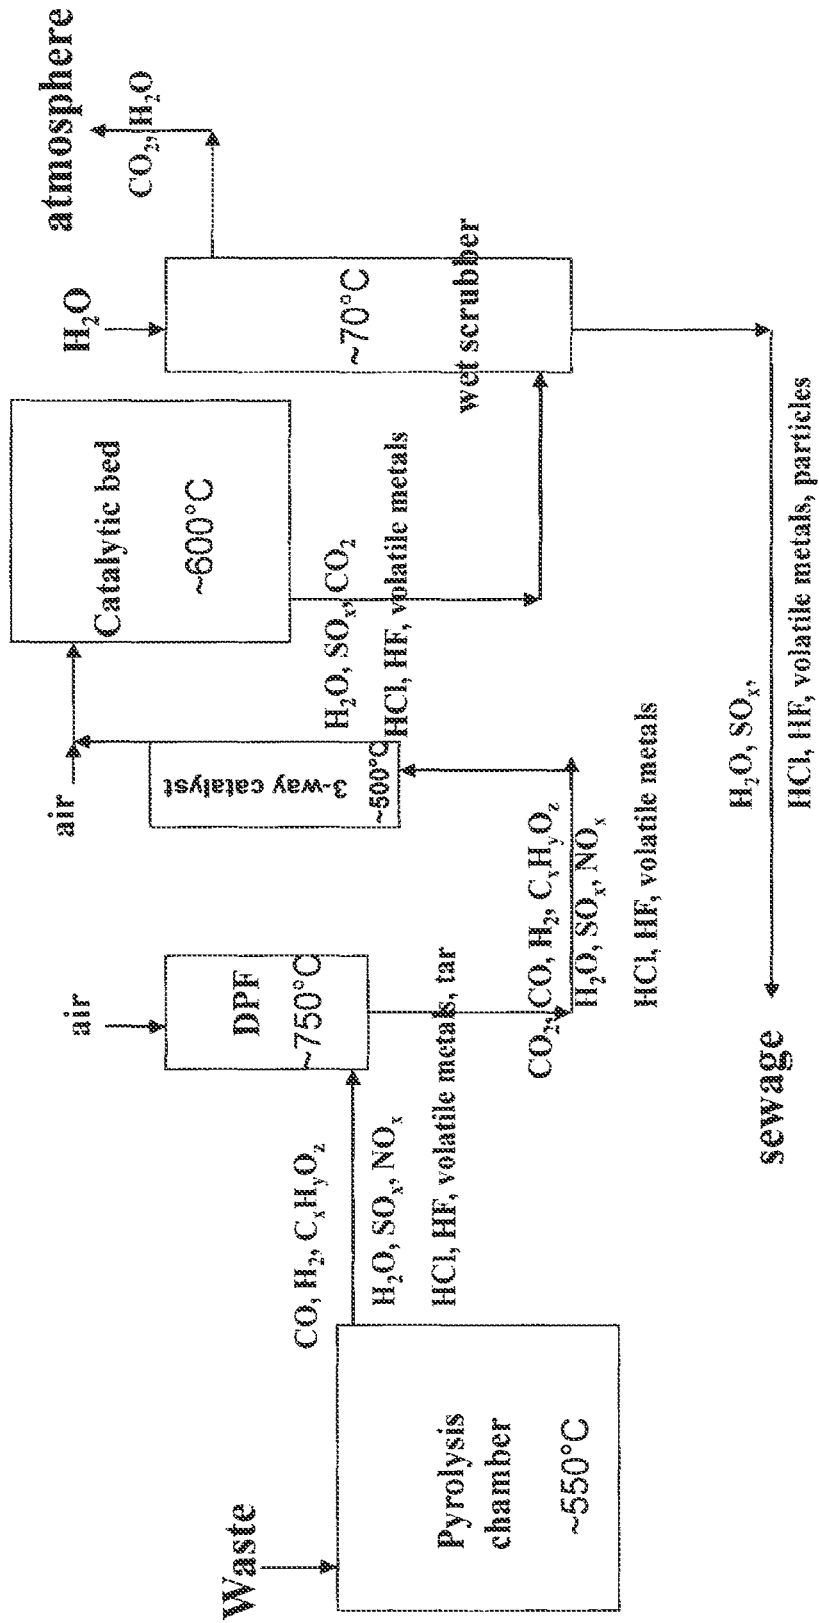 Waste
Pyrolysis
chamber
~550°C
CO, H₂, CₓHᵧO_z
H₂O, SOₓ, NOₓ
HCl, HF, volatile metals, tar
air
DPF
~750°C
CO₂, CO, H₂, CₓHᵧO_z
H₂O, SOₓ, NOₓ
HCl, HF, volatile metals
3-way catalyst
~500°C
air
Catalytic bed
~600°C
H₂O, SOₓ, CO₂
HCl, HF, volatile metals
H₂O
~70°C
wet scrubber
CO₂, H₂O
atmosphere
H₂O, SOₓ,
HCl, HF, volatile metals, particles
sewage